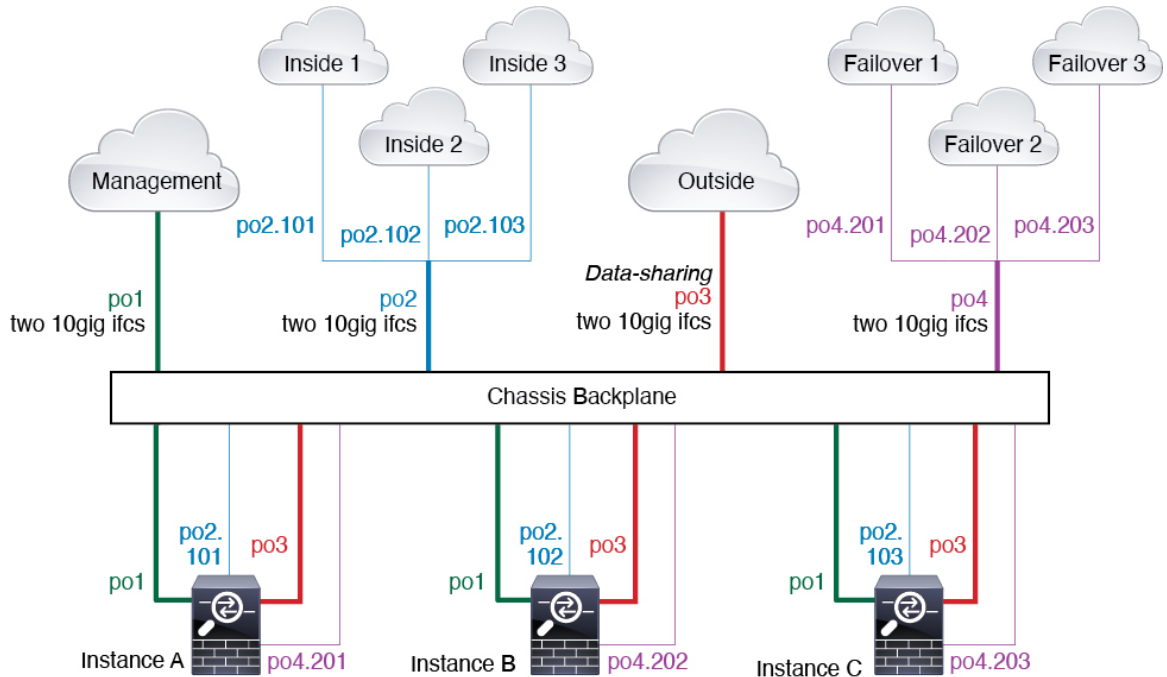 Inside 1
Inside 3
Failover 1
Failover 3
Inside 2
Failover 2
Management
Outside
po2.101
po2.102
po2.103
po4.201
po4.202
po4.203
Data-sharing
po1
two 10gig ifcs
po2
two 10gig ifcs
po3
two 10gig ifcs
po4
two 10gig ifcs
Chassis Backplane
po1
po2.
101
po3
Instance A
po4.201
po1
po2.
102
po3
Instance B
po4.202
po1
po2.
103
po3
Instance C
po4.203